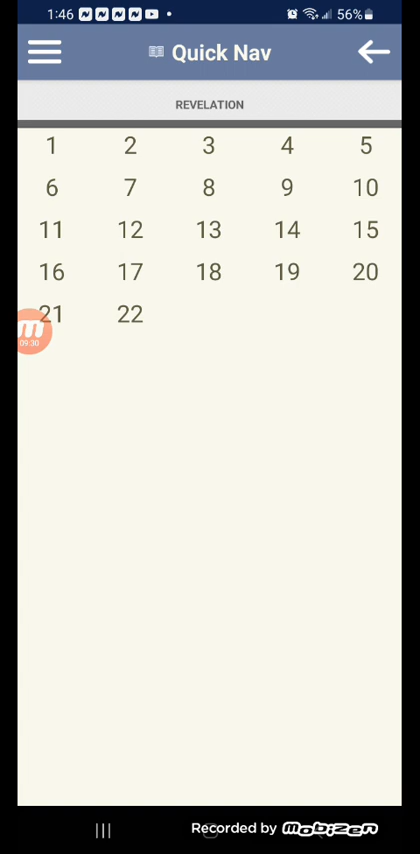 1:46 56%
Quick Nav
REVELATION
1 2 3 4 5
6 7 8 9 10
11 12 13 14 15
16 17 18 19 20
21 22
09:30
Recorded by mobizen